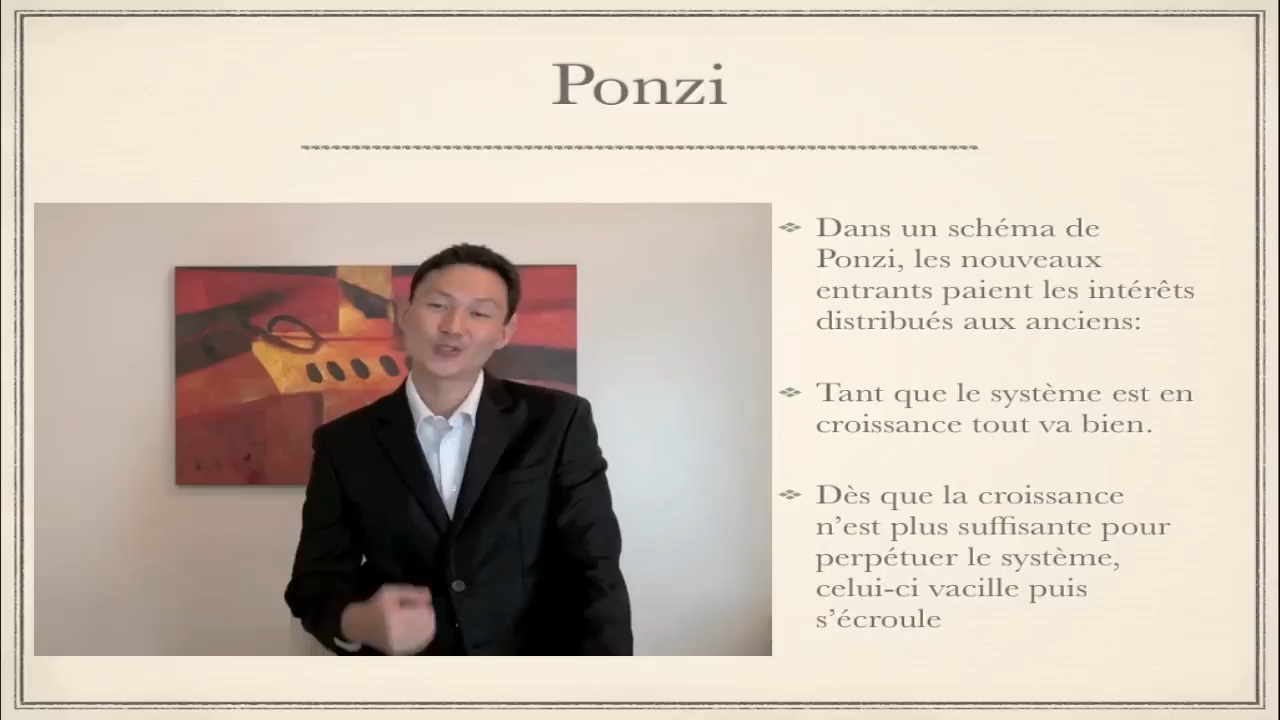 Ponzi
Dans un schéma de
Ponzi, les nouveaux
entrants paient les intérêts
distribués aux anciens:
Tant que le système est en
croissance tout va bien.
Dès que la croissance
n’est plus suffisante pour
perpétuer le système,
celui-ci vacille puis
s’écroule